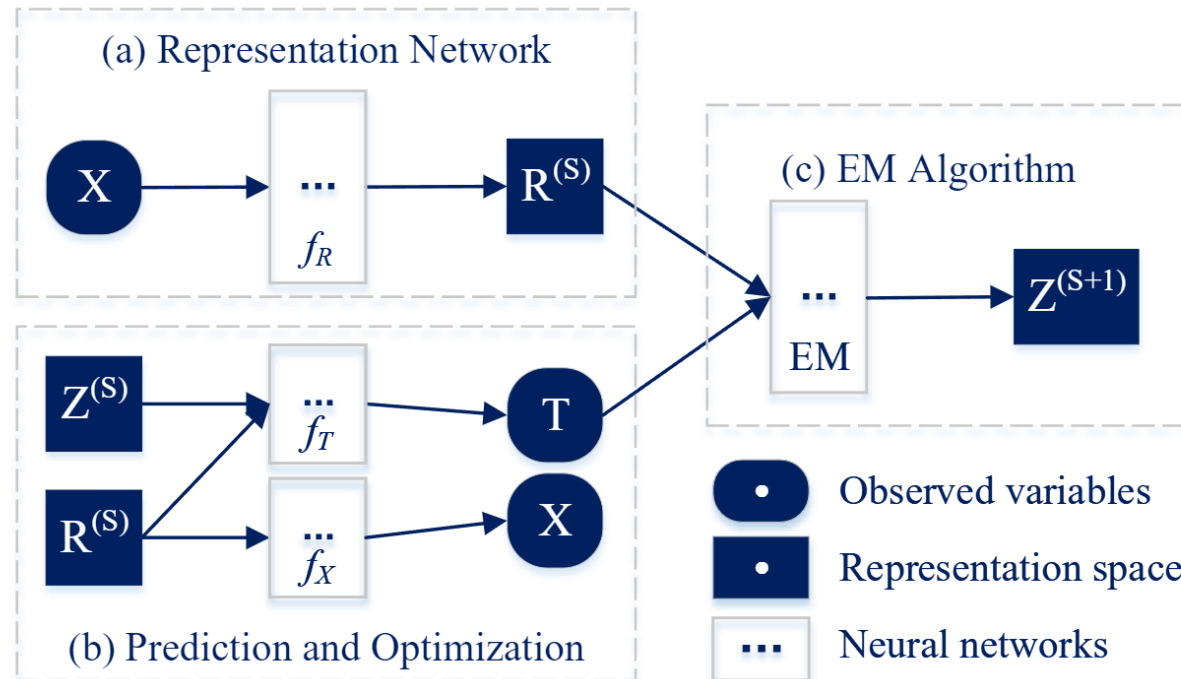 (a) Representation Network
X
...
f_R
R^(S)
(c) EM Algorithm
...
EM
Z^(S+1)
Z^(S)
...
f_T
T
R^(S)
...
f_X
X
(b) Prediction and Optimization
Observed variables
Representation space
... Neural networks